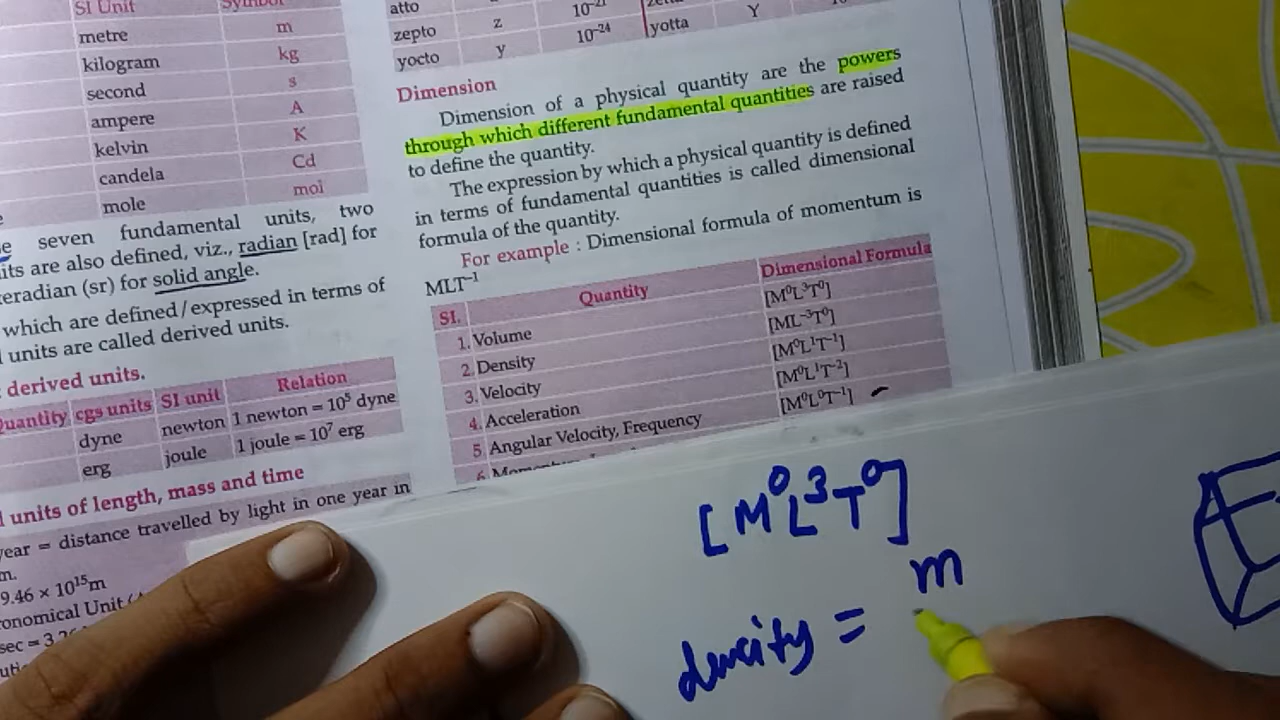 SI Unit Symbol
metre m
kilogram kg
second s
ampere A
kelvin K
candela Cd
mole mol
seven fundamental units, two
its are also defined, viz., radian [rad] for
(sr) for solid angle.
which are defined/expressed in terms of
units are called derived units.
derived units.
Quantity cgs units SI unit Relation
dyne newton 1 newton = 10⁵ dyne
erg joule 1 joule = 10⁷ erg
units of length, mass and time
year = distance travelled by light in one year in
m.
9.46 × 10¹⁵m
atto
zepto z 10⁻²¹
yocto y 10⁻²⁴ yotta Y
Dimension
Dimension of a physical quantity are the powers
through which different fundamental quantities are raised
to define the quantity.
The expression by which a physical quantity is defined
in terms of fundamental quantities is called dimensional
formula of the quantity.
For example : Dimensional formula of momentum is
MLT⁻¹
SI. Quantity Dimensional Formula
1. Volume [M⁰L³T⁰]
2. Density [ML⁻³T⁰]
3. Velocity [M⁰L¹T⁻¹]
4. Acceleration [M⁰L¹T⁻²]
5. Angular Velocity, Frequency [M⁰L⁰T⁻¹]
[M⁰L³T⁰]
dencity = m